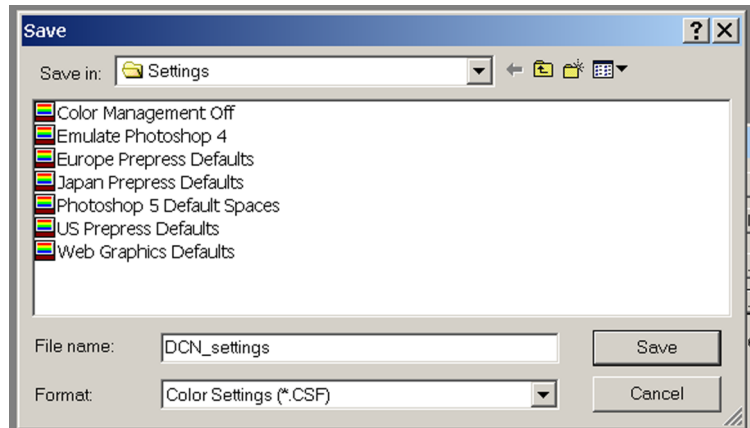 Save
Save in: Settings
Color Management Off
Emulate Photoshop 4
Europe Prepress Defaults
Japan Prepress Defaults
Photoshop 5 Default Spaces
US Prepress Defaults
Web Graphics Defaults
File name: DCN_settings Save
Format: Color Settings (*.CSF) Cancel